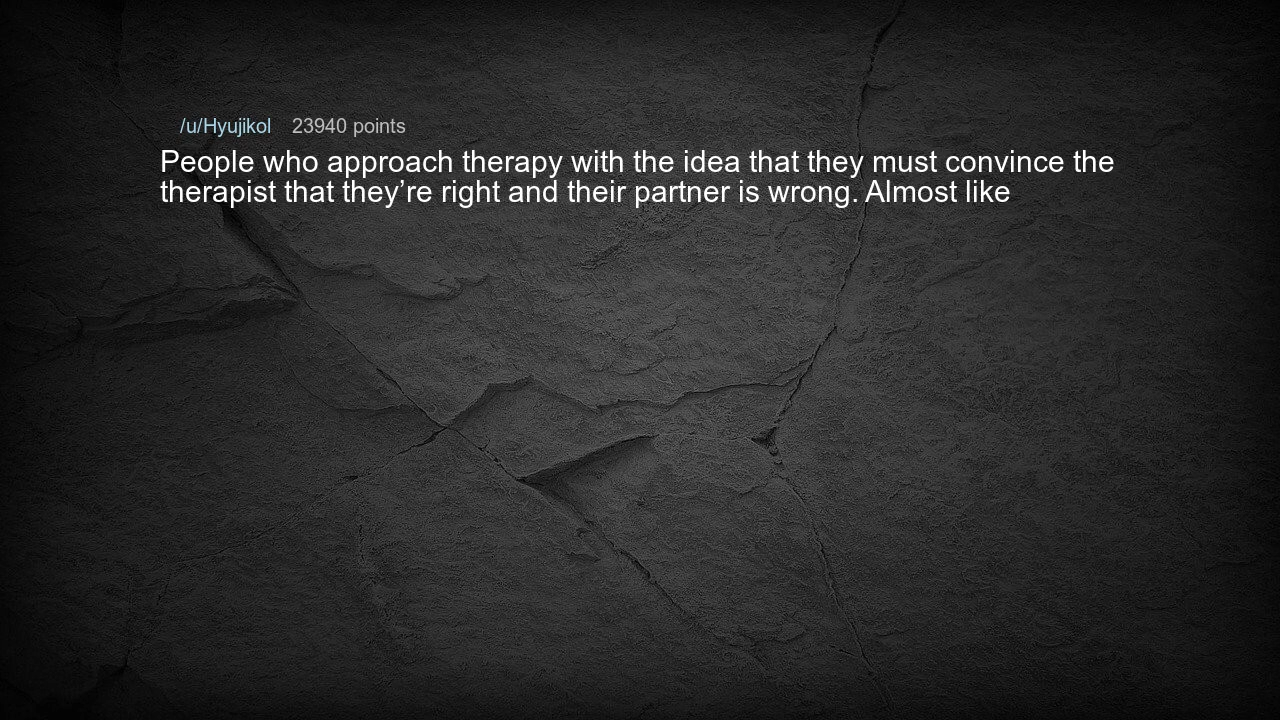 /u/Hyujikol 23940 points
People who approach therapy with the idea that they must convince the
therapist that they’re right and their partner is wrong. Almost like